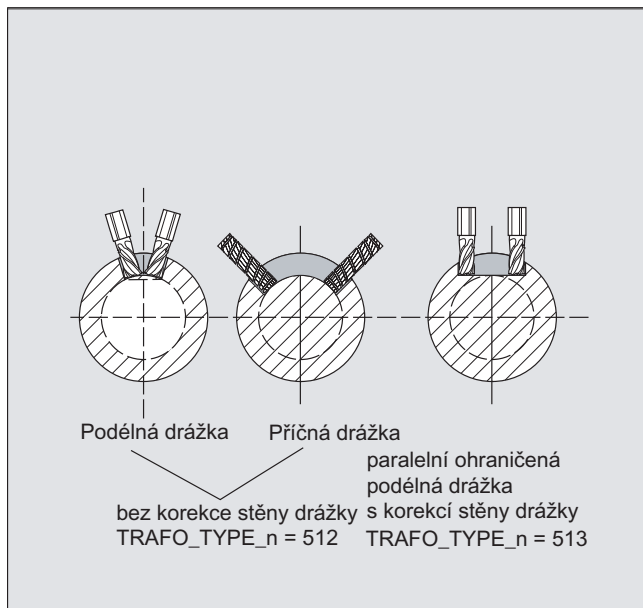 Podélná drážka
Příčná drážka
bez korekce stěny drážky
TRAFO_TYPE_n = 512
paralelní ohraničená
podélná drážka
s korekcí stěny drážky
TRAFO_TYPE_n = 513